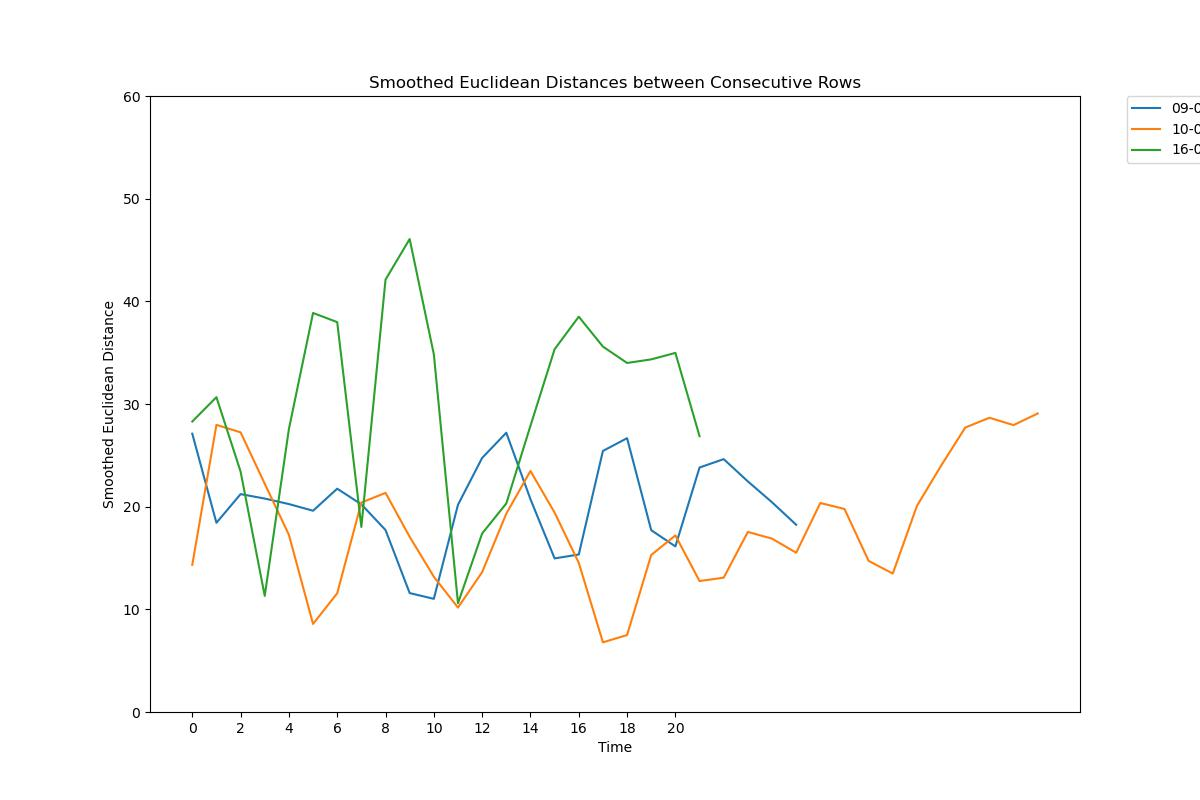 Smoothed Euclidean Distances between Consecutive Rows
60
50
40
30
20
10
0
Smoothed Euclidean Distance
0 2 4 6 8 10 12 14 16 18 20
Time
09-0
10-0
16-0